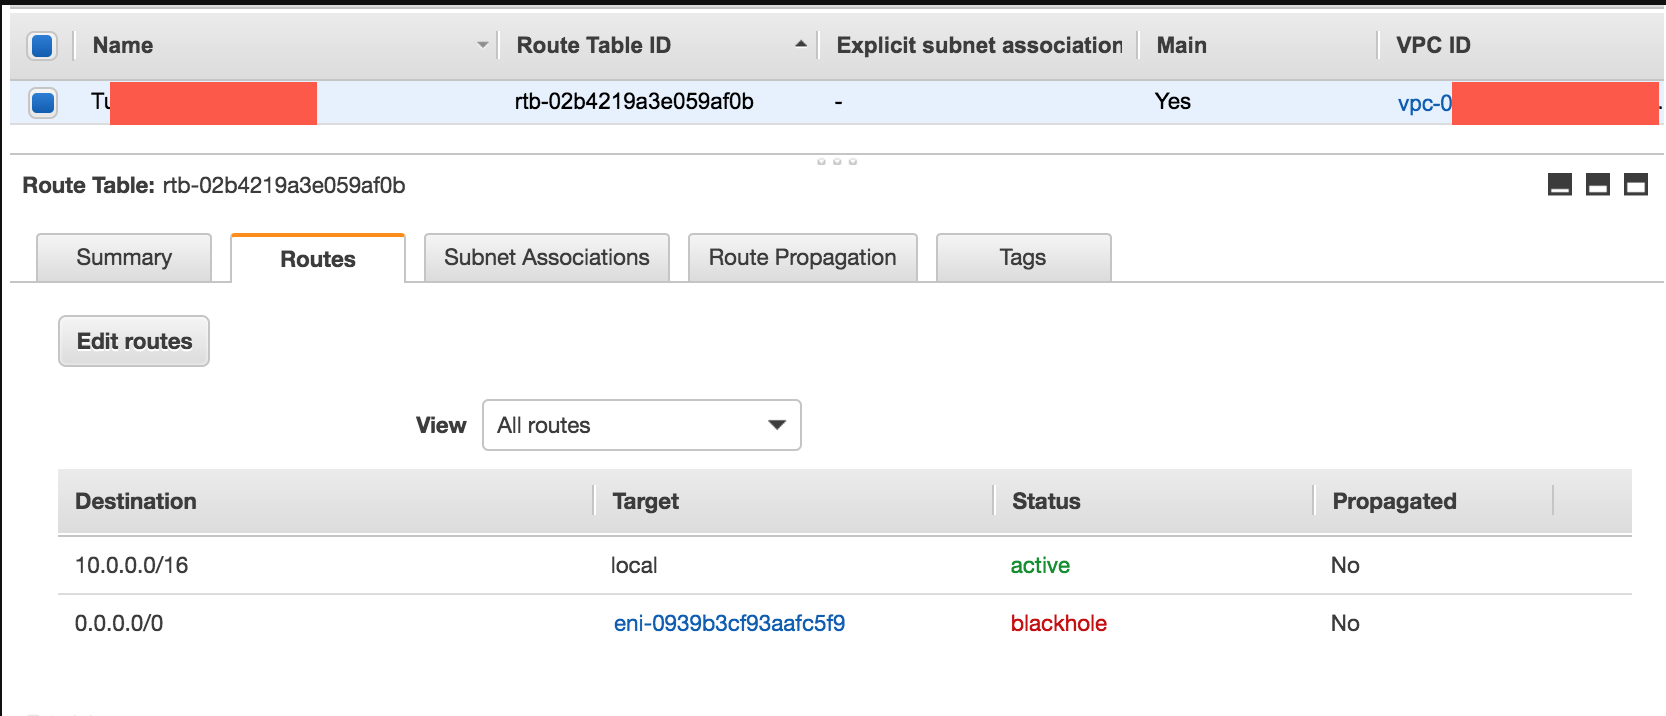 Name Route Table ID Explicit subnet association Main VPC ID
Tu rtb-02b4219a3e059af0b - Yes vpc-0
Route Table: rtb-02b4219a3e059af0b
Summary Routes Subnet Associations Route Propagation Tags
Edit routes
View All routes
Destination Target Status Propagated
10.0.0.0/16 local active No
0.0.0.0/0 eni-0939b3cf93aafc5f9 blackhole No